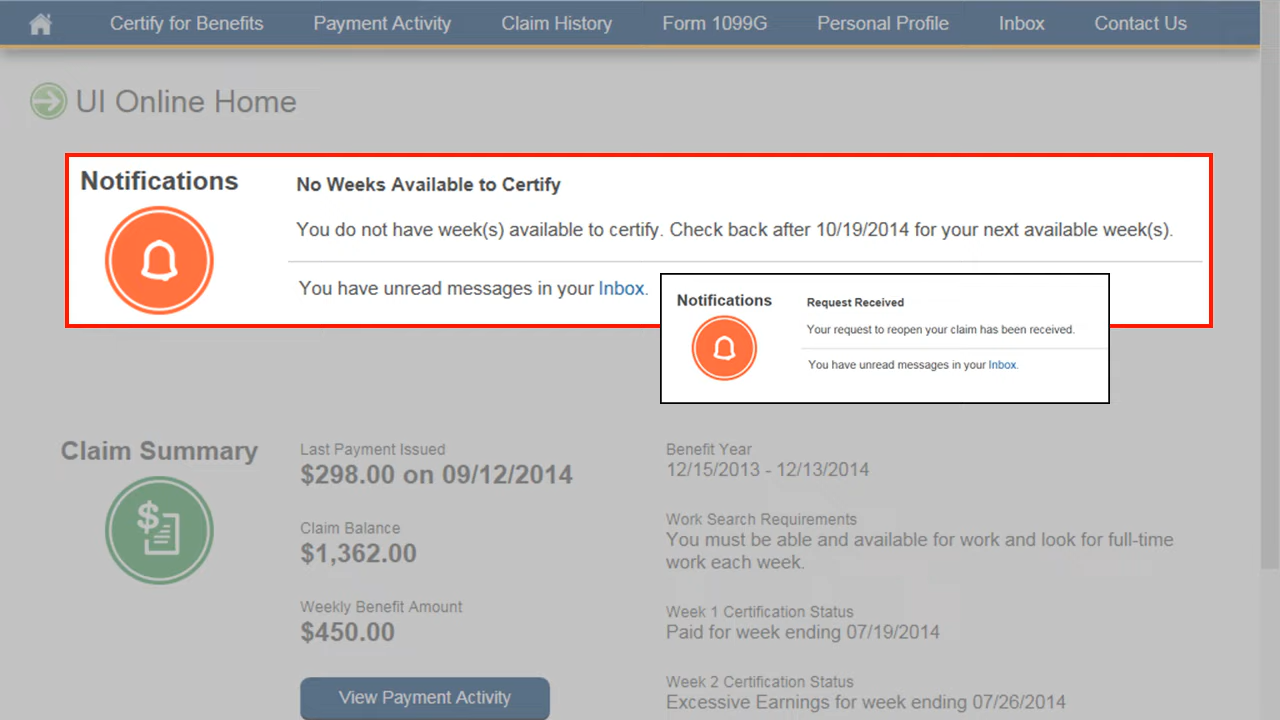 Certify for Benefits Payment Activity Claim History Form 1099G Personal Profile Inbox Contact Us
UI Online Home
Notifications
No Weeks Available to Certify
You do not have week(s) available to certify. Check back after 10/19/2014 for your next available week(s).
You have unread messages in your Inbox.
Notifications
Request Received
Your request to reopen your claim has been received.
You have unread messages in your Inbox.
Claim Summary
Last Payment Issued
$298.00 on 09/12/2014
Claim Balance
$1,362.00
Weekly Benefit Amount
$450.00
View Payment Activity
Benefit Year
12/15/2013 - 12/13/2014
Work Search Requirements
You must be able and available for work and look for full-time
work each week.
Week 1 Certification Status
Paid for week ending 07/19/2014
Week 2 Certification Status
Excessive Earnings for week ending 07/26/2014